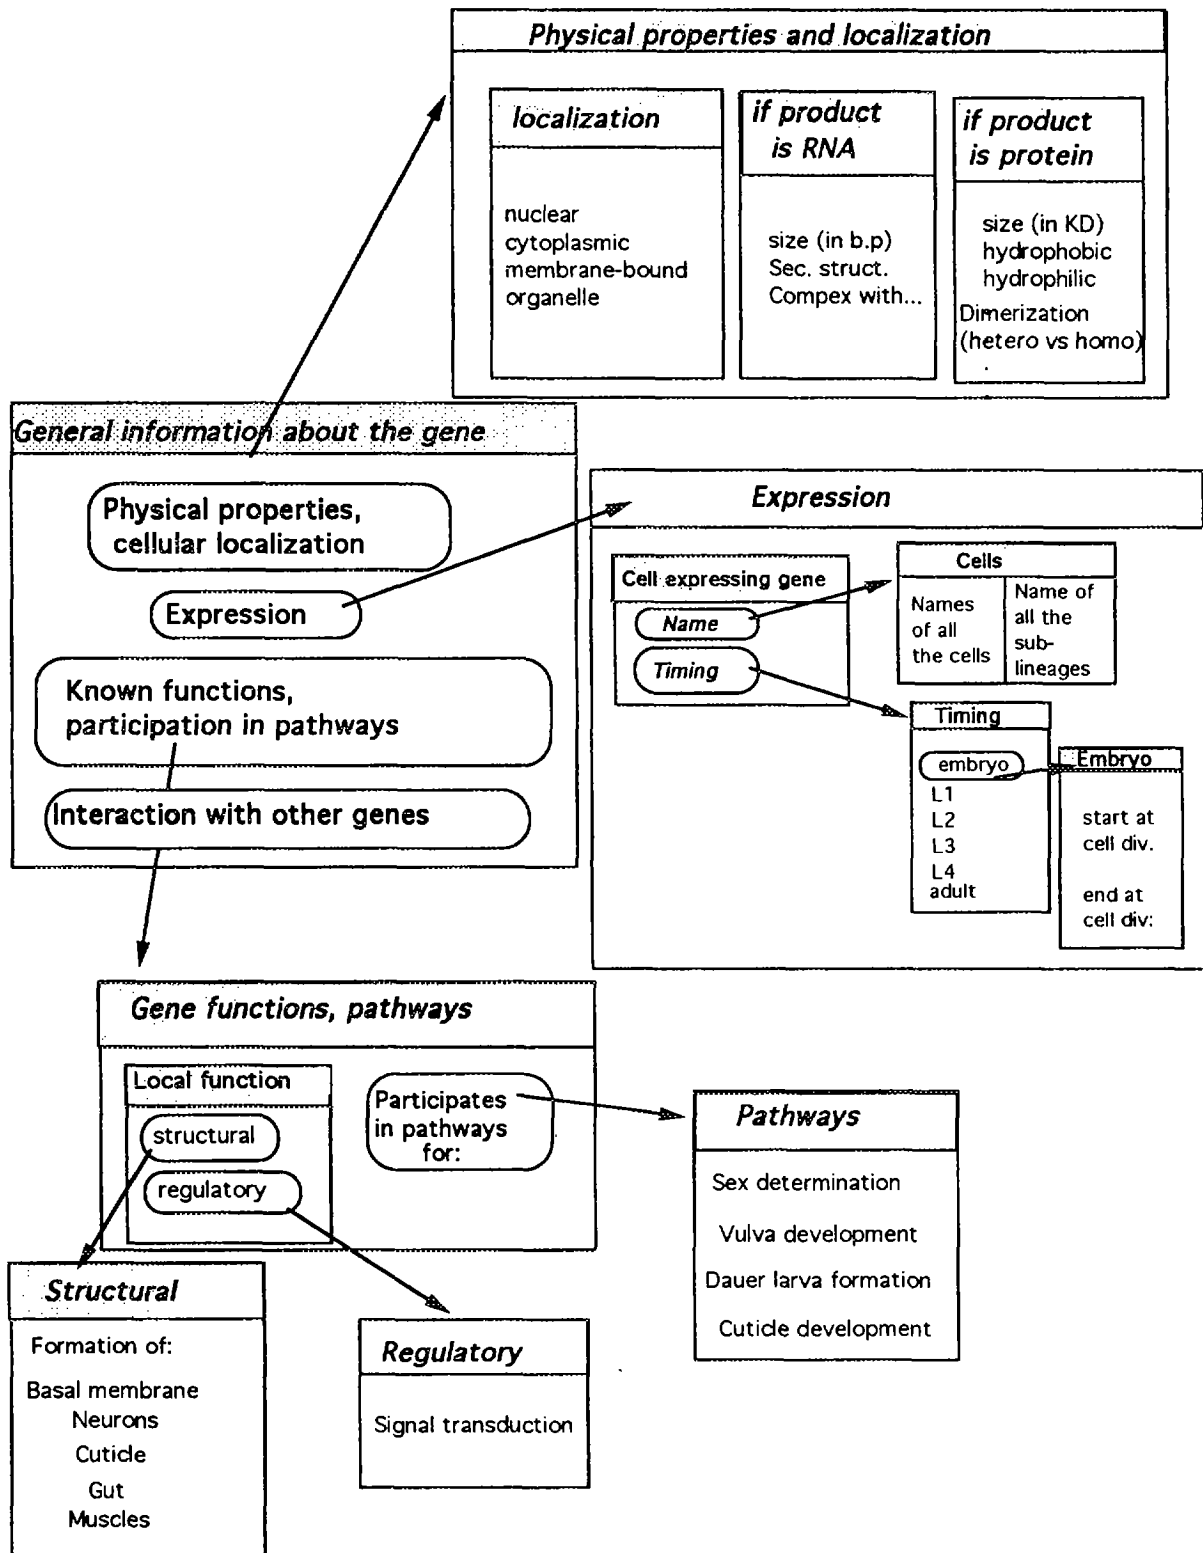 Physical properties and localization
localization
nuclear
cytoplasmic
membrane-bound
organelle
if product
is RNA
size (in b.p)
Sec. struct.
Compex with...
if product
is protein
size (in KD)
hydrophobic
hydrophilic
Dimerization
(hetero vs homo)
General information about the gene
Physical properties,
cellular localization
Expression
Known functions,
participation in pathways
Interaction with other genes
Expression
Cell expressing gene
Name
Timing
Cells
Names
of all
the cells
Name of
all the
sub-
lineages
Timing
embryo
L1
L2
L3
L4
adult
Embryo
start at
cell div.
end at
cell div:
Gene functions, pathways
Local function
structural
regulatory
Participates
in pathways
for:
Pathways
Sex determination
Vulva development
Dauer larva formation
Cuticle development
Structural
Formation of:
Basal membrane
Neurons
Cuticle
Gut
Muscles
Regulatory
Signal transduction